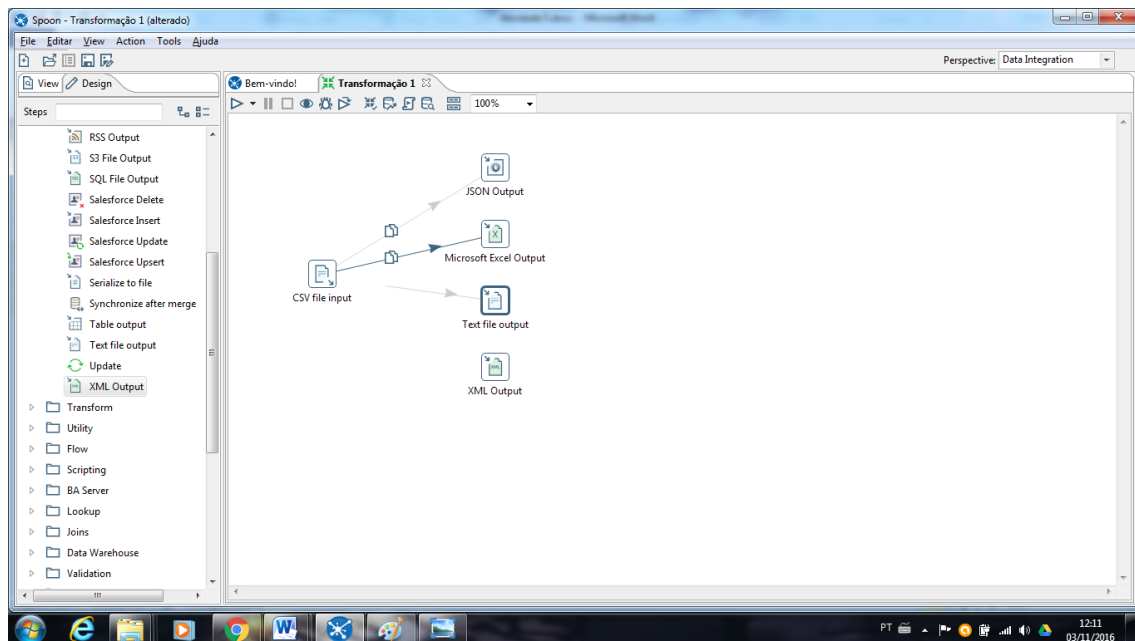 Spoon - Transformação 1 (alterado)
File Editar View Action Tools Ajuda
Perspective: Data Integration
View Design
Bem-vindo! Transformação 1
Steps
100%
RSS Output
S3 File Output
SQL File Output
Salesforce Delete
Salesforce Insert
Salesforce Update
Salesforce Upsert
Serialize to file
Synchronize after merge
Table output
Text file output
Update
XML Output
Transform
Utility
Flow
Scripting
BA Server
Lookup
Joins
Data Warehouse
Validation
JSON Output
Microsoft Excel Output
CSV file input
Text file output
XML Output
PT
12:11
03/11/2016